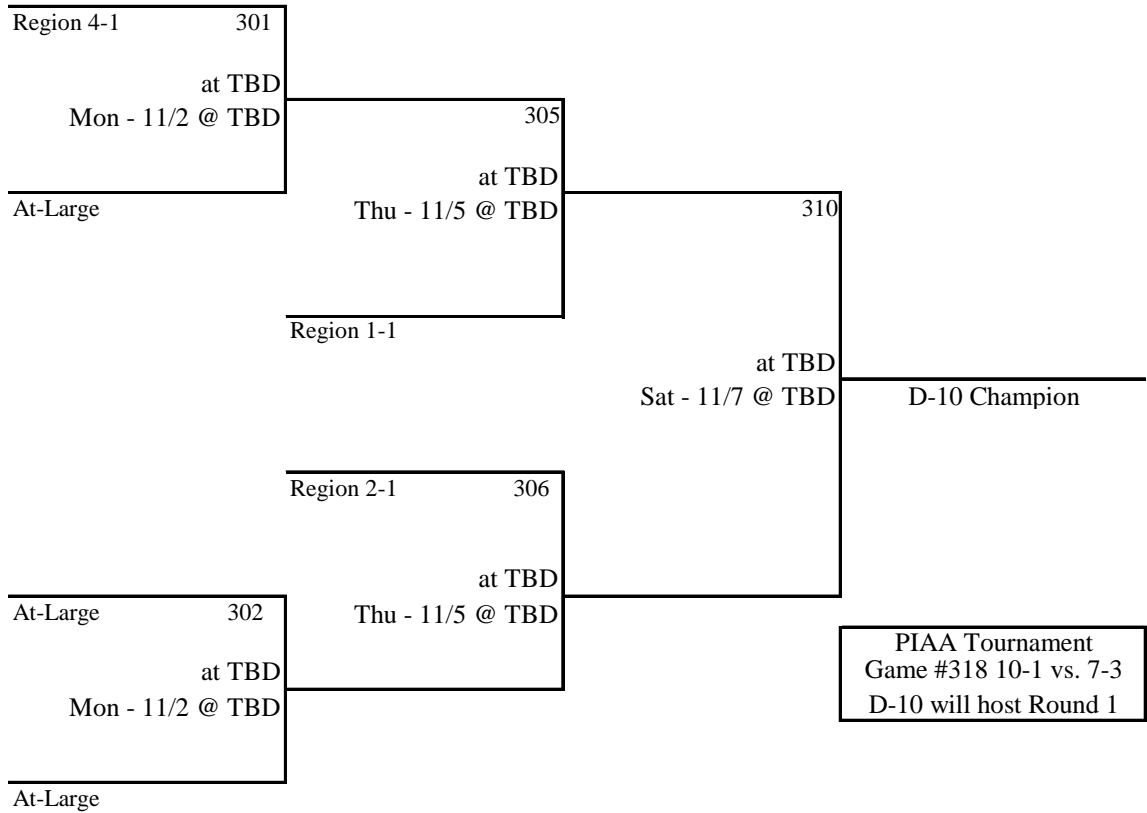 Region 4-1 301
at TBD
Mon - 11/2 @ TBD
305
at TBD
At-Large
Thu - 11/5 @ TBD
310
Region 1-1
at TBD
Sat - 11/7 @ TBD
D-10 Champion
Region 2-1 306
at TBD
At-Large 302
Thu - 11/5 @ TBD
PIAA Tournament
at TBD
Game #318 10-1 vs. 7-3
Mon - 11/2 @ TBD
D-10 will host Round 1
At-Large